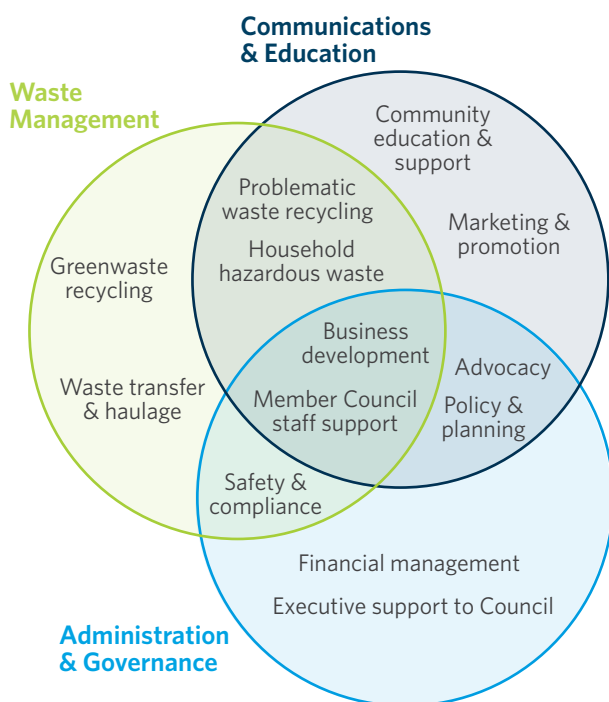 Communications
& Education
Waste
Management
Community
education &
support
Problematic
waste recycling
Marketing &
promotion
Household
hazardous waste
Greenwaste
recycling
Business
development
Advocacy
Waste transfer
& haulage
Member Council
staff support
Policy &
planning
Safety &
compliance
Financial management
Executive support to Council
Administration
& Governance